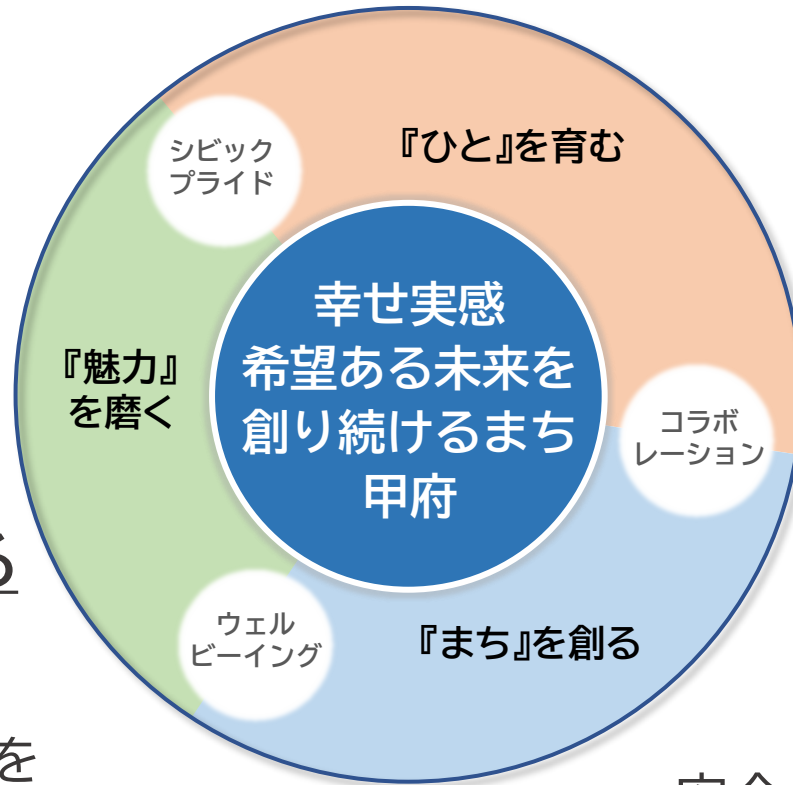 シビック
プライド
『ひと』を育む
幸せ実感
希望ある未来を
創り続けるまち
甲府
『魅力』
を磨く
コラボ
レーション
ウェル
ビーイング
『まち』を創る
る
を